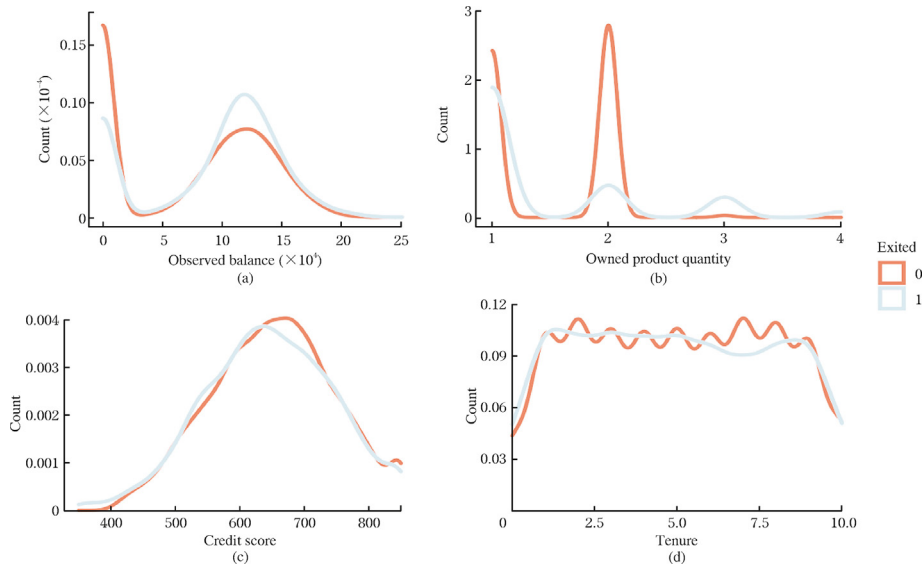 0.15
0.10
0.05
0
Count (×10⁻⁴)
0 5 10 15 20 25
Observed balance (×10⁴)
(a)
3
2
1
0
Count
1 2 3 4
Owned product quantity
(b)
Exited
0
1
0.004
0.003
0.002
0.001
0
Count
400 500 600 700 800
Credit score
(c)
0.12
0.09
0.06
0.03
Count
0 2.5 5.0 7.5 10.0
Tenure
(d)